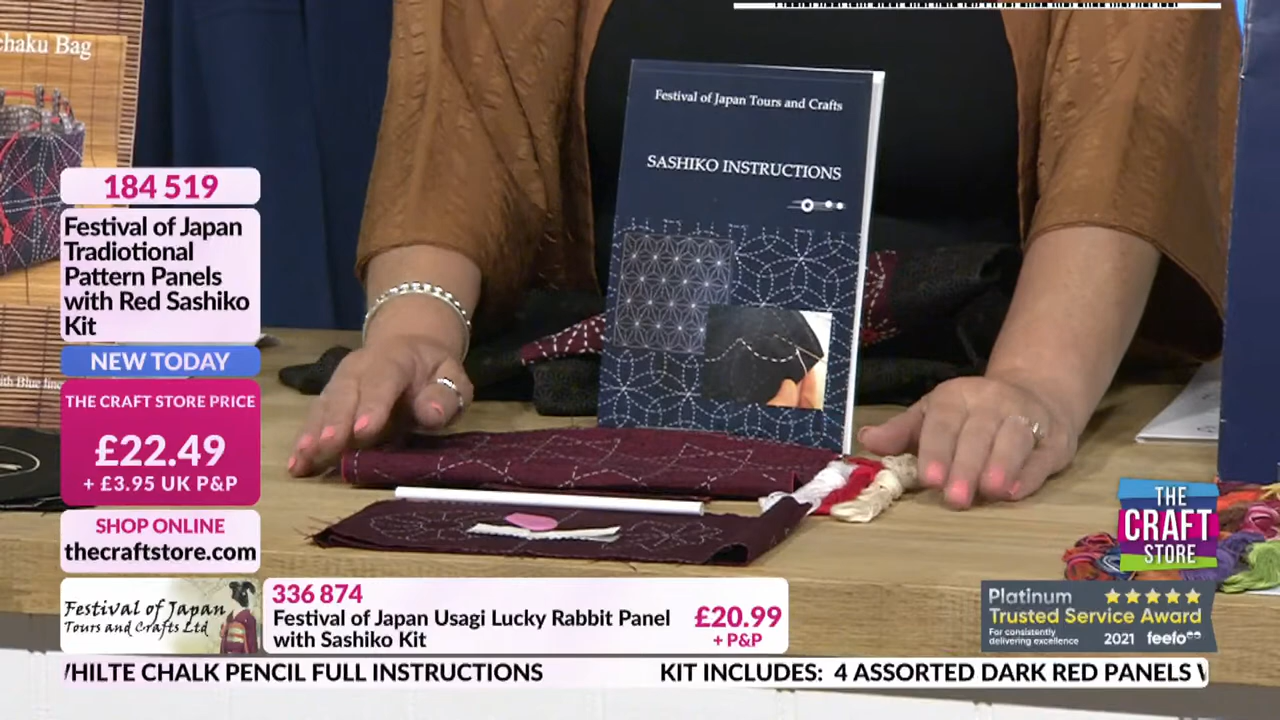 chaku Bag
Festival of Japan Tours and Crafts
SASHIKO INSTRUCTIONS
184 519
Festival of Japan
Tradiotional
Pattern Panels
with Red Sashiko
Kit
NEW TODAY
with Blue line
THE CRAFT STORE PRICE
£22.49
+ £3.95 UK P&P
SHOP ONLINE
thecraftstore.com
THE
CRAFT
STORE
Festival of Japan
Tours and Crafts Ltd
336 874
Festival of Japan Usagi Lucky Rabbit Panel
with Sashiko Kit
£20.99
+ P&P
Platinum
Trusted Service Award
For consistently
delivering excellence
2021 feefo
/HILTE CHALK PENCIL FULL INSTRUCTIONS KIT INCLUDES: 4 ASSORTED DARK RED PANELS